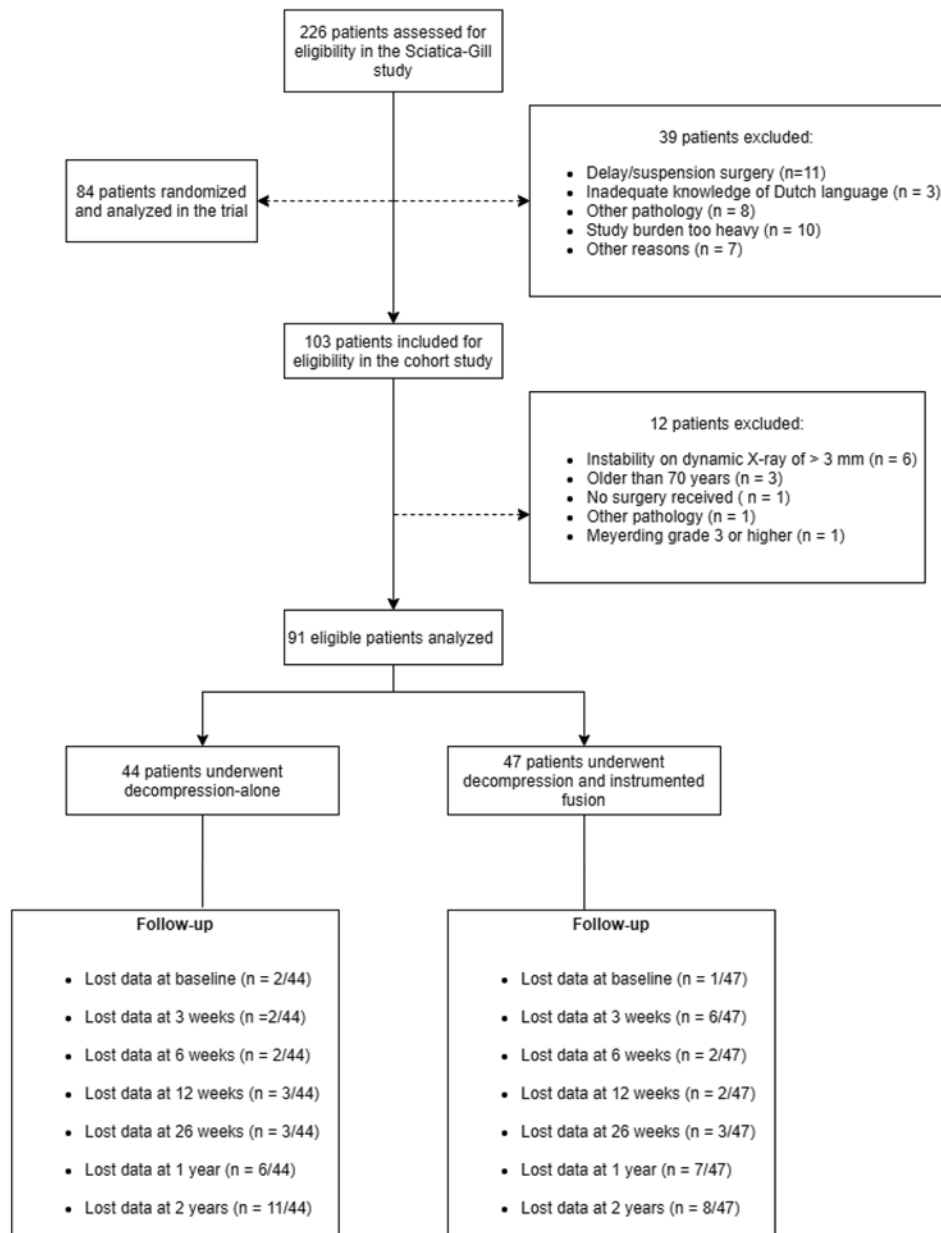 226 patients assessed for
eligibility in the Sciatica-Gill
study
39 patients excluded:
• Delay/suspension surgery (n=11)
• Inadequate knowledge of Dutch language (n = 3)
• Other pathology (n = 8)
• Study burden too heavy (n = 10)
• Other reasons (n = 7)
84 patients randomized
and analyzed in the trial
103 patients included for
eligibility in the cohort study
12 patients excluded:
• Instability on dynamic X-ray of > 3 mm (n = 6)
• Older than 70 years (n = 3)
• No surgery received ( n = 1)
• Other pathology (n = 1)
• Meyerding grade 3 or higher (n = 1)
91 eligible patients analyzed
44 patients underwent
decompression-alone
47 patients underwent
decompression and instrumented
fusion
Follow-up
• Lost data at baseline (n = 2/44)
• Lost data at 3 weeks (n =2/44)
• Lost data at 6 weeks (n = 2/44)
• Lost data at 12 weeks (n = 3/44)
• Lost data at 26 weeks (n = 3/44)
• Lost data at 1 year (n = 6/44)
• Lost data at 2 years (n = 11/44)
Follow-up
• Lost data at baseline (n = 1/47)
• Lost data at 3 weeks (n = 6/47)
• Lost data at 6 weeks (n = 2/47)
• Lost data at 12 weeks (n = 2/47)
• Lost data at 26 weeks (n = 3/47)
• Lost data at 1 year (n = 7/47)
• Lost data at 2 years (n = 8/47)